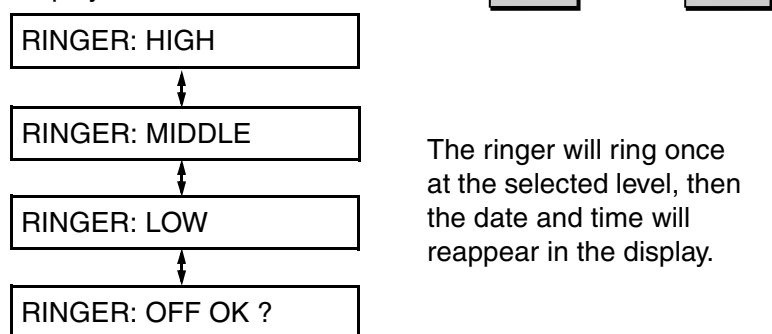 RINGER: HIGH
RINGER: MIDDLE
RINGER: LOW
RINGER: OFF OK ?
The ringer will ring once
at the selected level, then
the date and time will
reappear in the display.